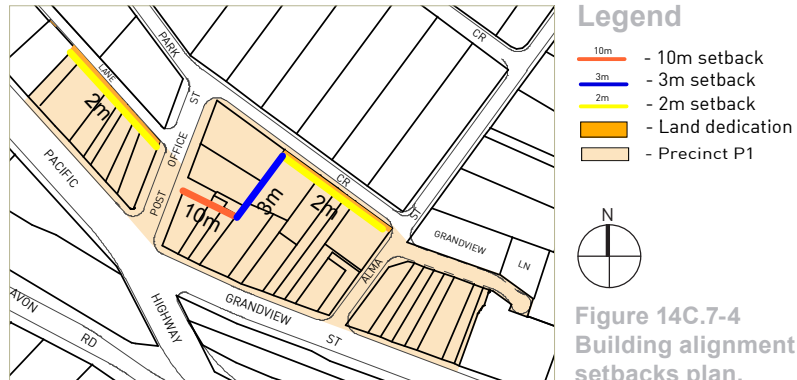 PARK
ST
CR
LANE
2m
PACIFIC
POST
OFFICE
10m
3m
2m
CR
ST
GRANDVIEW
LN
ALMA
GRANDVIEW
ST
HIGHWAY
AVON
RD
Legend
10m - 10m setback
3m - 3m setback
2m - 2m setback
- Land dedication
- Precinct P1
N
Figure 14C.7-4
Building alignment
setbacks plan.